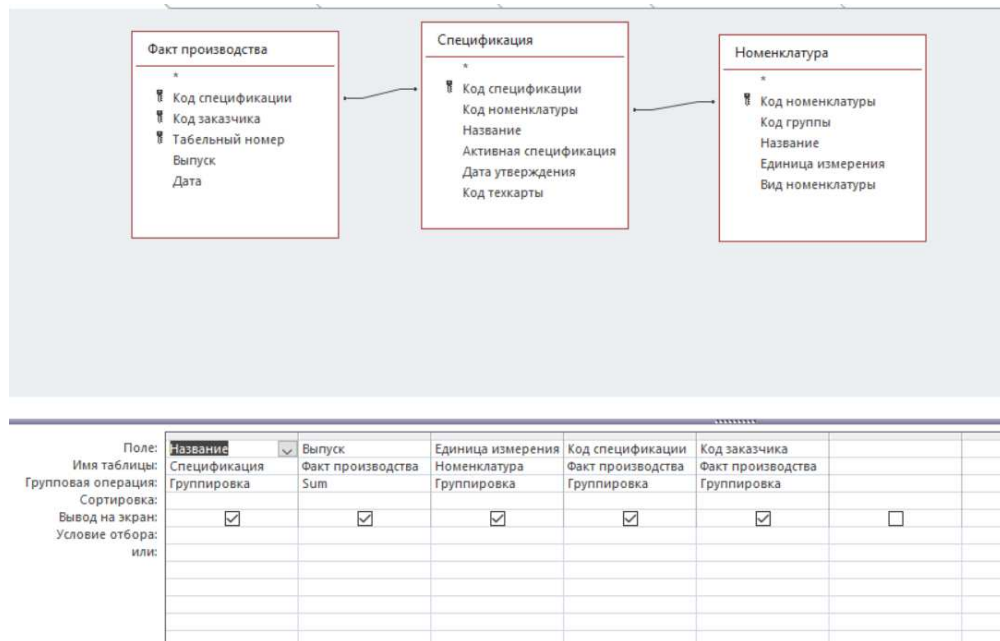 Факт производства
*
Код спецификации
Код заказчика
Табельный номер
Выпуск
Дата
Спецификация
*
Код спецификации
Код номенклатуры
Название
Активная спецификация
Дата утверждения
Код техкарты
Номенклатура
*
Код номенклатуры
Код группы
Название
Единица измерения
Вид номенклатуры
Поле: Название Выпуск Единица измерения Код спецификации Код заказчика
Имя таблицы: Спецификация Факт производства Номенклатура Факт производства Факт производства
Групповая операция: Группировка Sum Группировка Группировка Группировка
Сортировка:
Вывод на экран:
Условие отбора:
или: